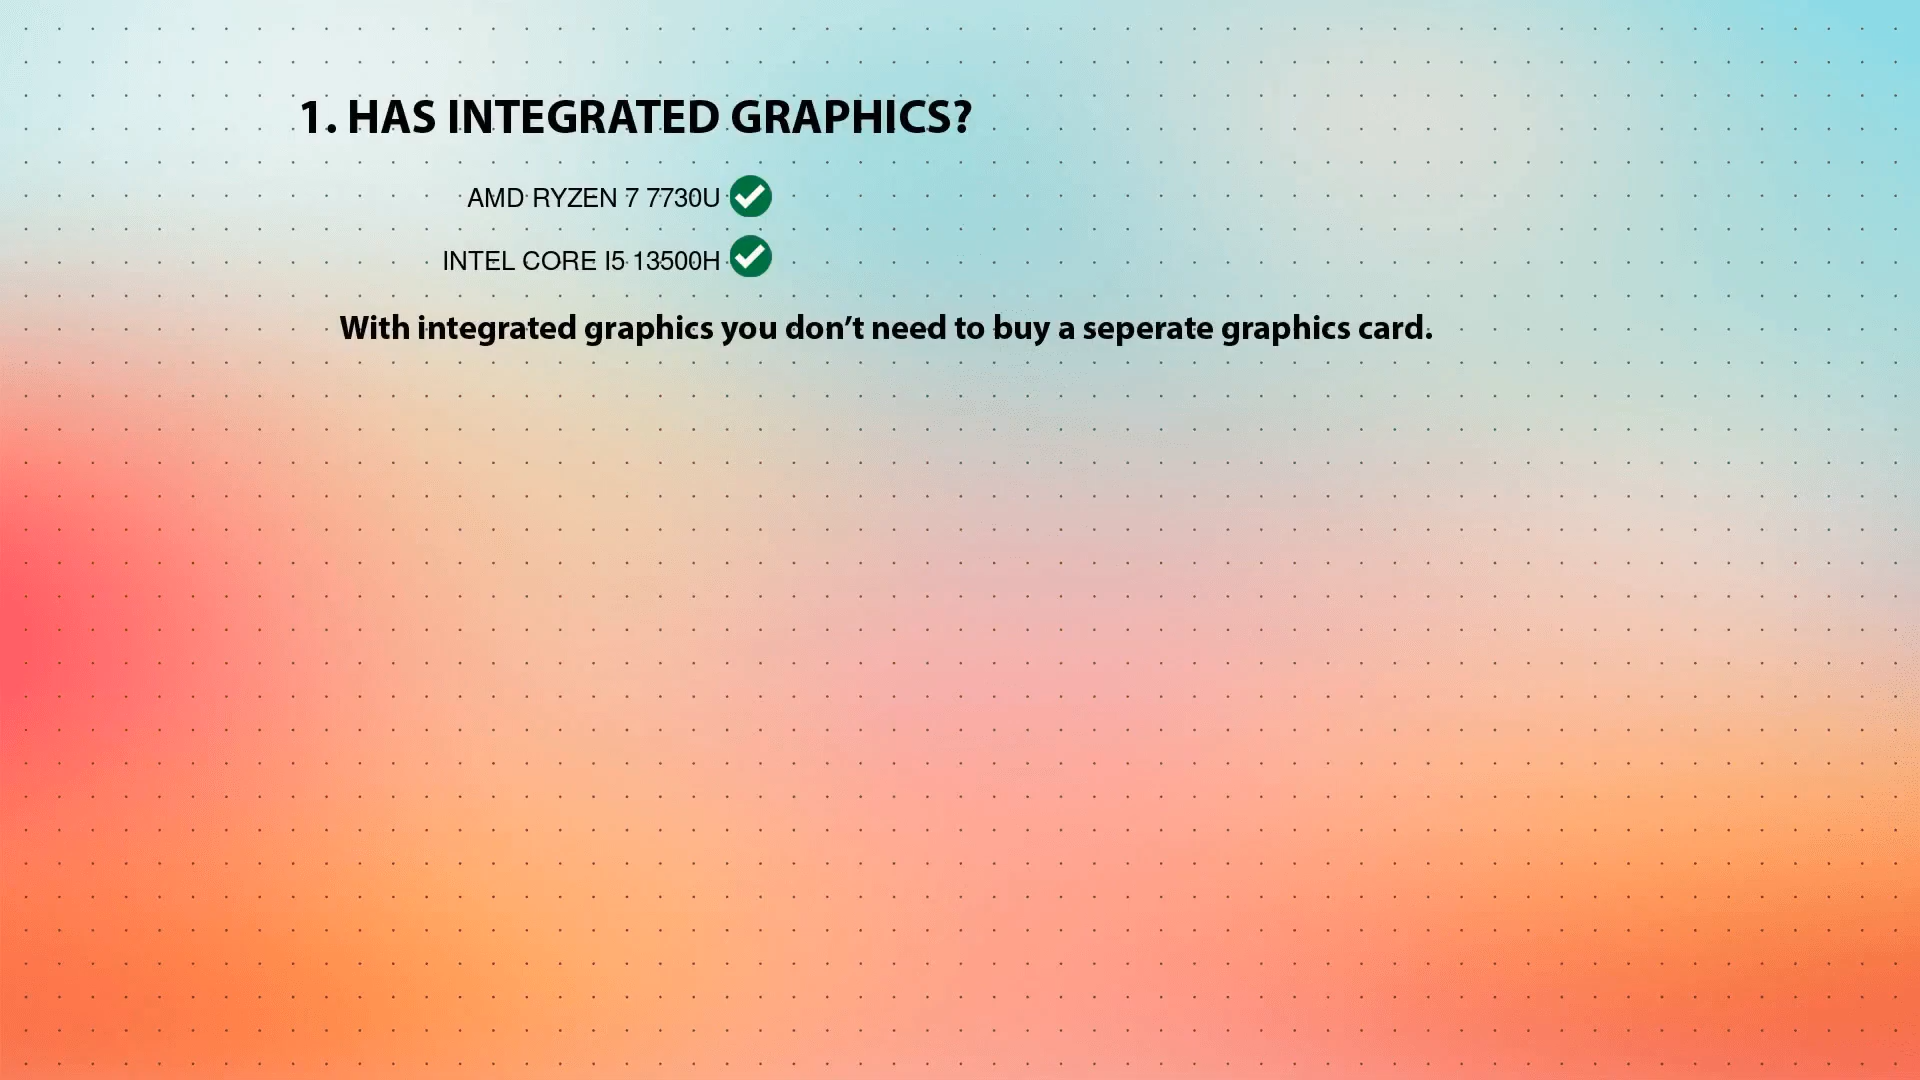 1. HAS INTEGRATED GRAPHICS?
AMD RYZEN 7 7730U
INTEL CORE I5 13500H
With integrated graphics you don’t need to buy a seperate graphics card.